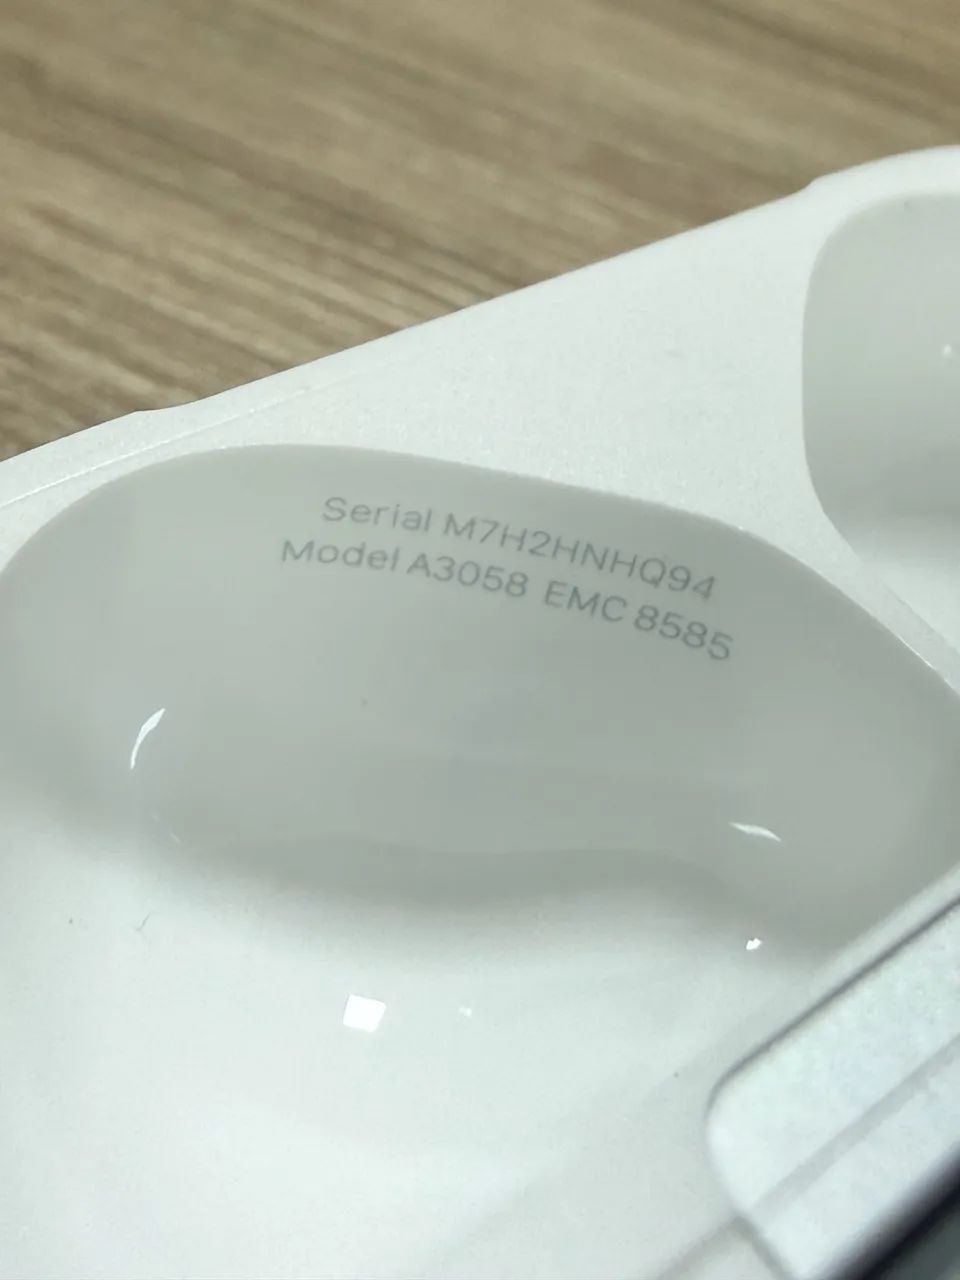 Serial M7H2HNHQ94
Model A3058 EMC 8585